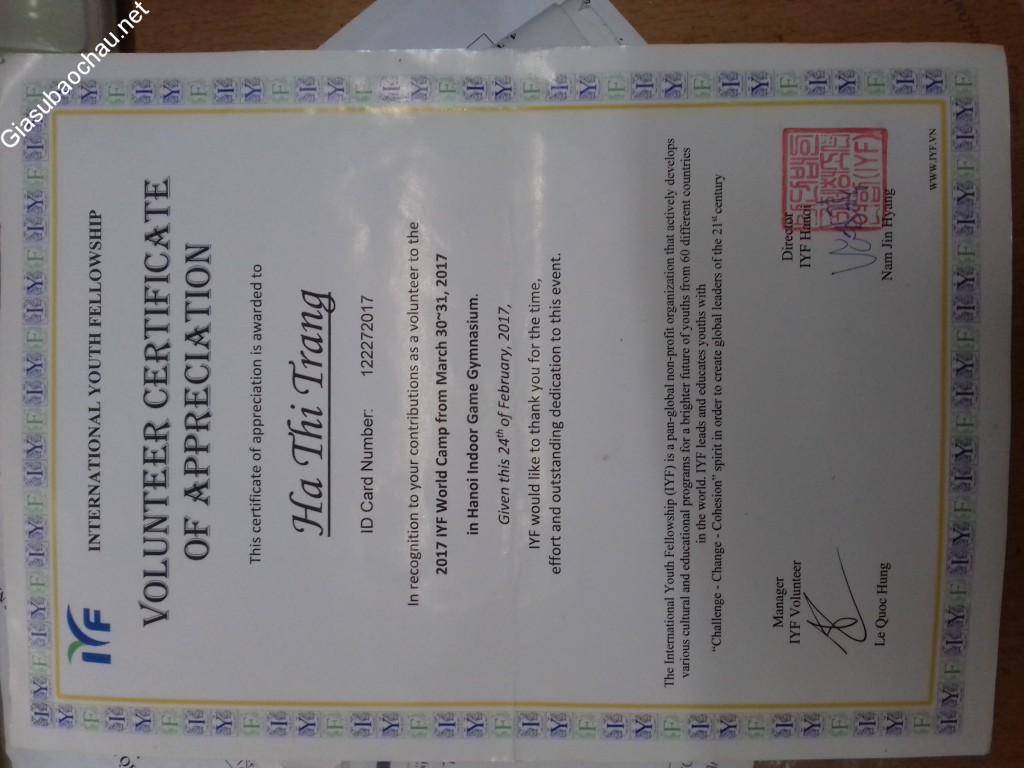 Giasubaochau.net
IYF
INTERNATIONAL YOUTH FELLOWSHIP
VOLUNTEER CERTIFICATE
OF APPRECIATION
This certificate of appreciation is awarded to
Ha Thi Trang
ID Card Number: 122272017
In recognition to your contributions as a volunteer to the
2017 IYF World Camp from March 30~31, 2017
in Hanoi Indoor Game Gymnasium.
Given this 24th of February, 2017,
IYF would like to thank you for the time,
effort and outstanding dedication to this event.
The International Youth Fellowship (IYF) is a pan-global non-profit organization that actively develops
various cultural and educational programs for a brighter future of youths from 60 different countries
in the world. IYF leads and educates youths with
“Challenge - Change - Cohesion” spirit in order to create global leaders of the 21st century
Manager
IYF Volunteer
Le Quoc Hung
Director
IYF Hanoi
(IYF)
Nam Jin Hyang
WWW.IYF.VN